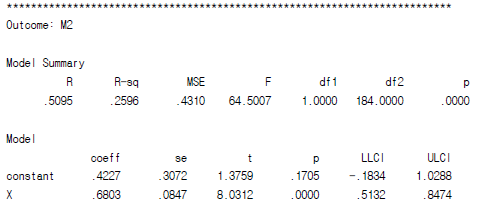 **************************************************************************
Outcome: M2
Model Summary
R R-sq MSE F df1 df2 p
.5095 .2596 .4310 64.5007 1.0000 184.0000 .0000
Model
coeff se t p LLCI ULCI
constant .4227 .3072 1.3759 .1705 -.1834 1.0288
X .6803 .0847 8.0312 .0000 .5132 .8474